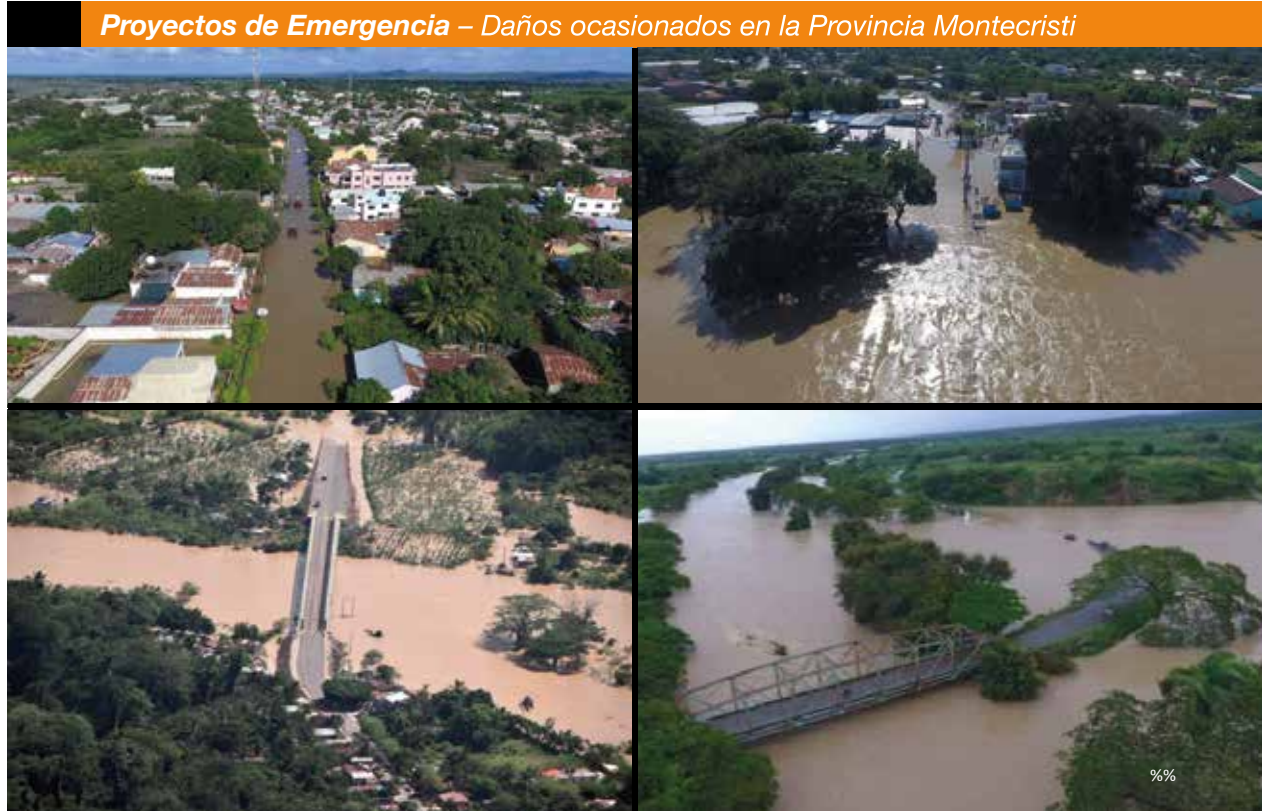 Proyectos de Emergencia – Daños ocasionados en la Provincia Montecristi
%%